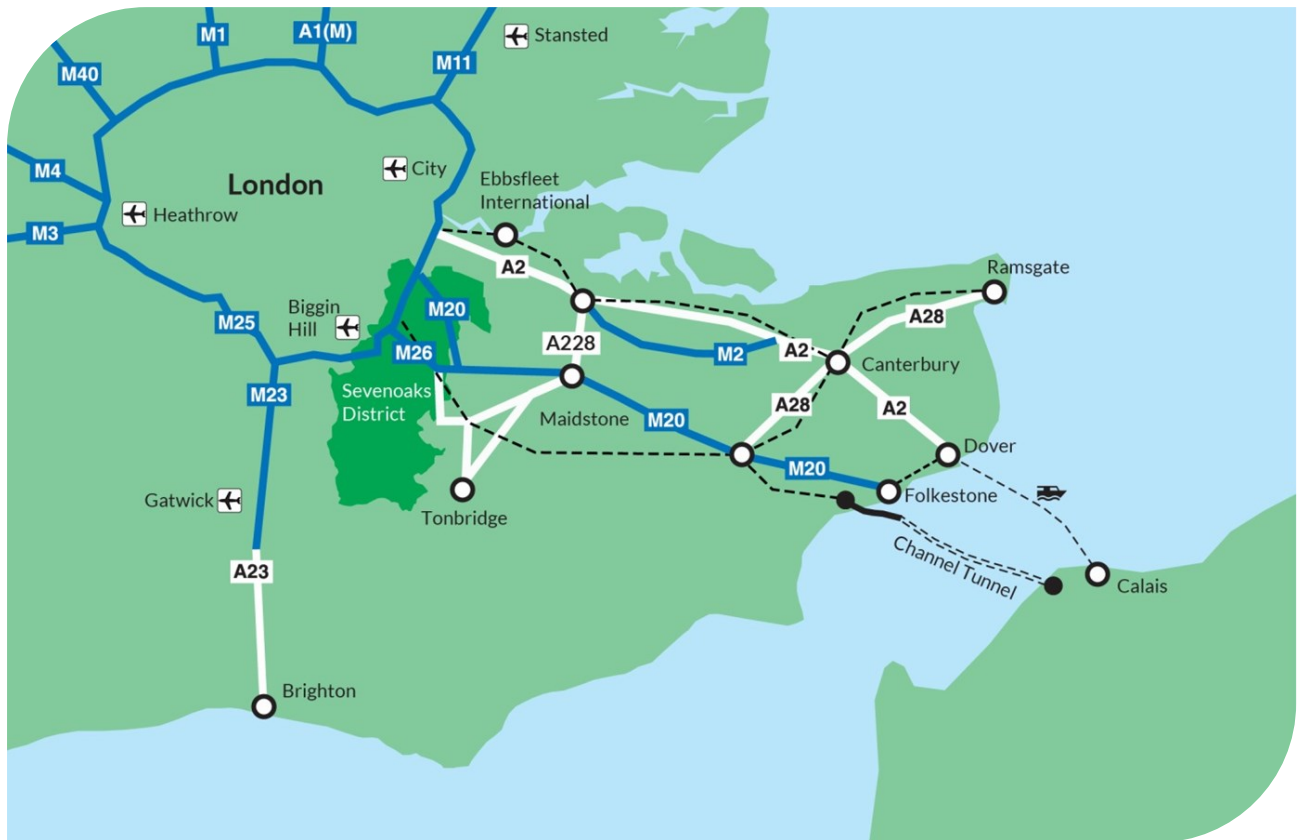 M1
A1(M)
Stansted
M40
M11
M4
City
London
Ebbsfleet
International
Heathrow
M3
A2
Ramsgate
Biggin
Hill
M20
A28
M25
A228
M26
M2
A2
Canterbury
M23
Sevenoaks
District
Maidstone
M20
A28
A2
Dover
M20
Gatwick
Folkestone
Tonbridge
Channel Tunnel
A23
Calais
Brighton